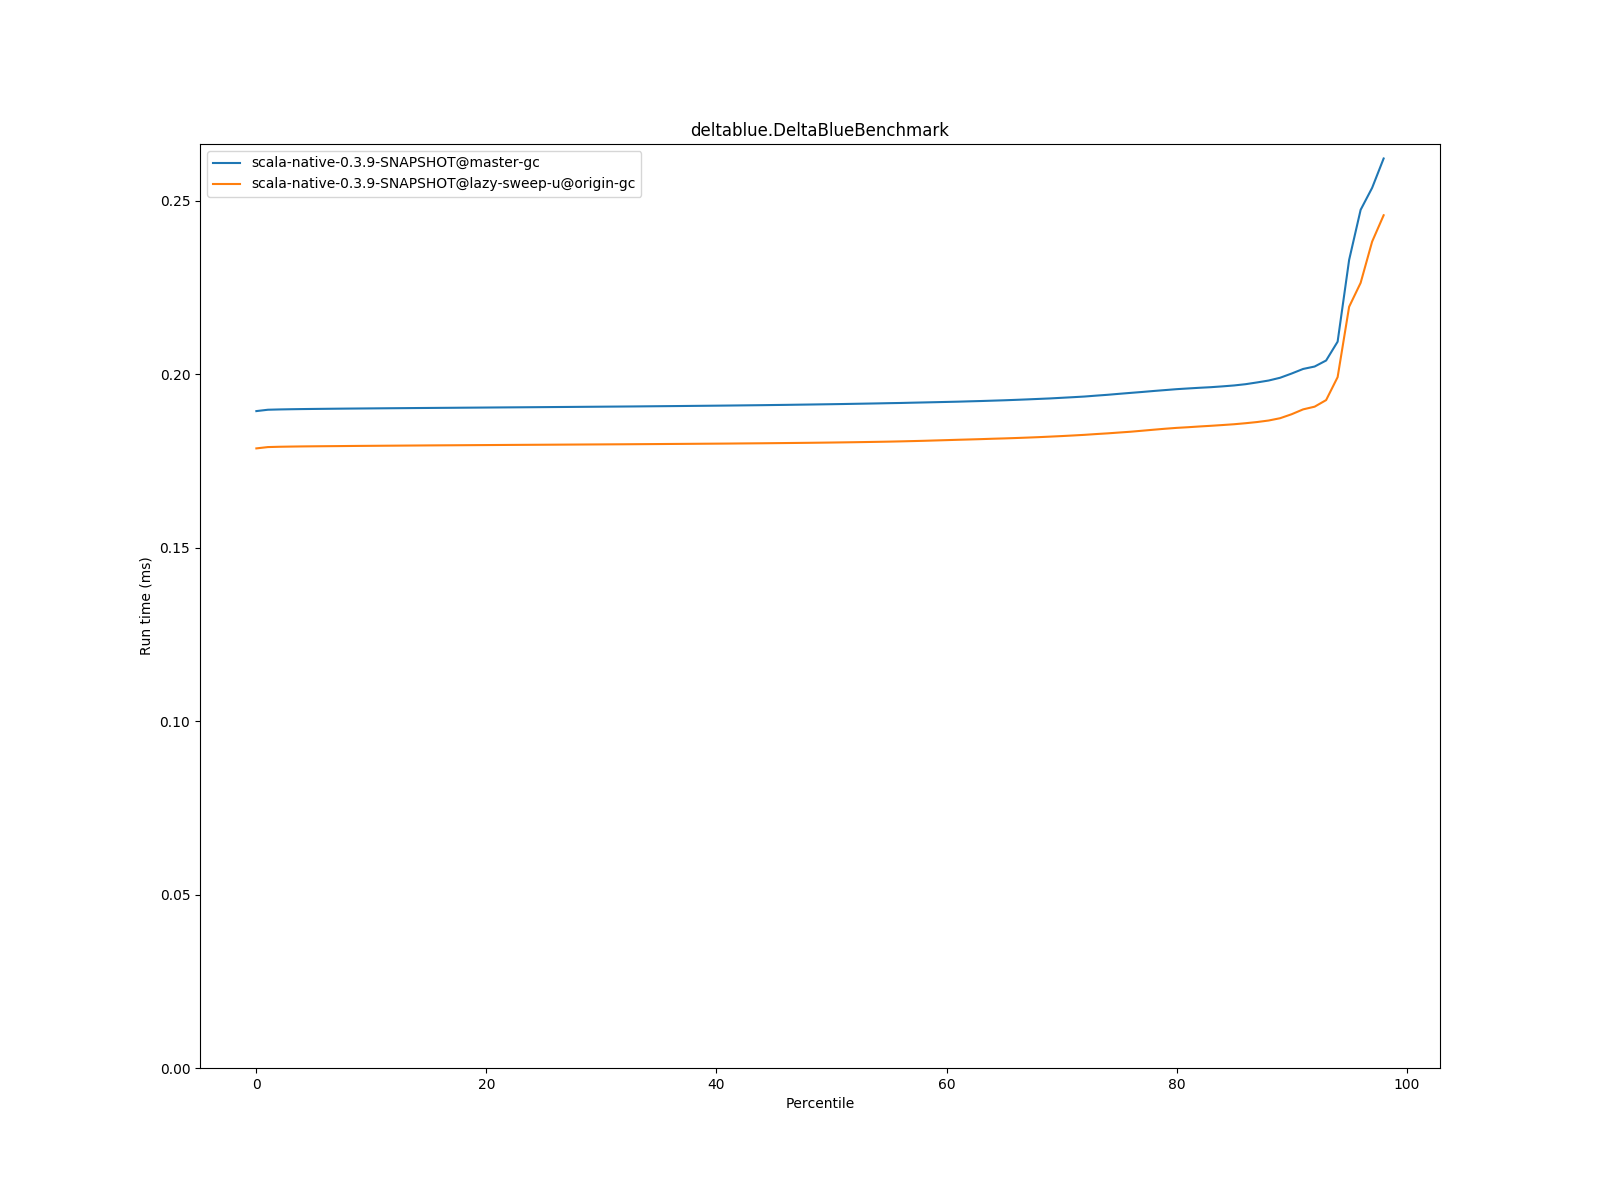 deltablue.DeltaBlueBenchmark
scala-native-0.3.9-SNAPSHOT@master-gc
scala-native-0.3.9-SNAPSHOT@lazy-sweep-u@origin-gc
0.25
0.20
0.15
0.10
0.05
0.00
Run time (ms)
0 20 40 60 80 100
Percentile